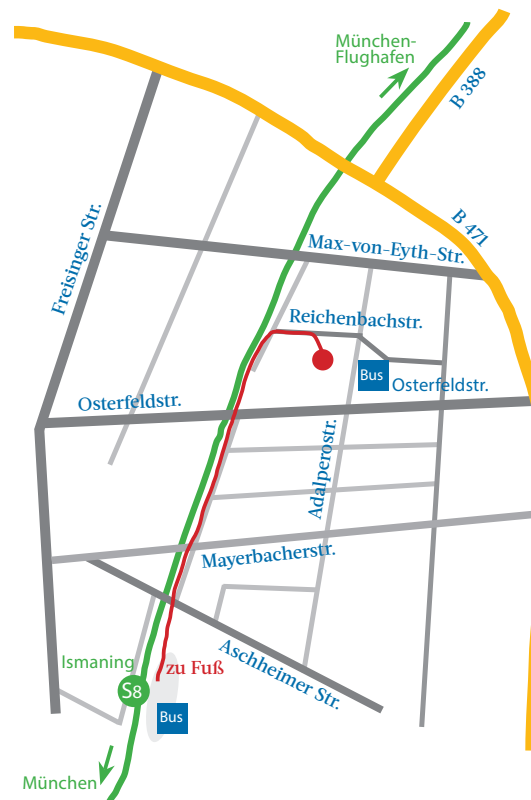 München-
Flughafen
B 388
B 471
Freisinger Str.
Max-von-Eyth-Str.
Reichenbachstr.
Bus
Osterfeldstr.
Osterfeldstr.
Adalperostr.
Mayerbacherstr.
Aschheimer Str.
Ismaning
zu Fuß
S8
Bus
München